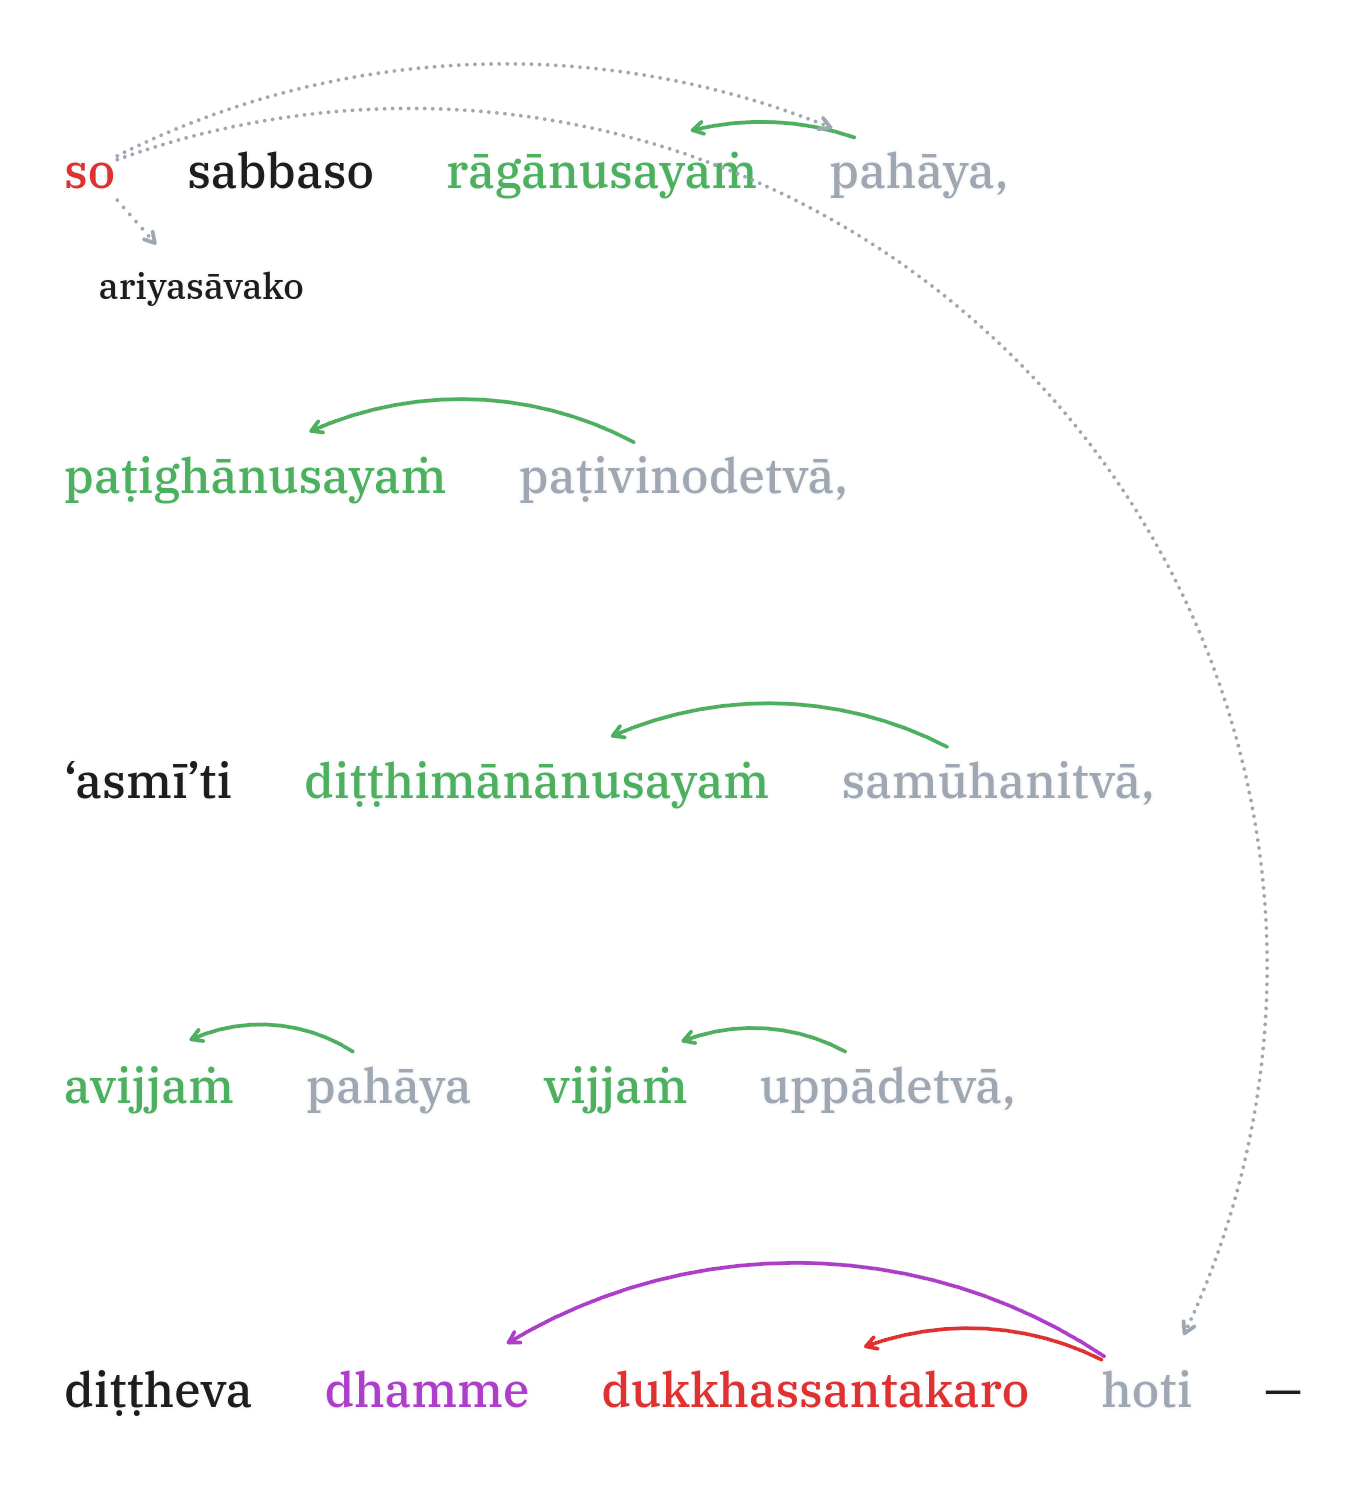 so sabbaso rāgānusayaṁ pahāya,
ariyasāvako
paṭighānusayaṁ paṭivinodetvā,
‘asmī’ti diṭṭhimānānusayaṁ samūhanitvā,
avijjaṁ pahāya vijjaṁ uppādetvā,
diṭṭheva dhamme dukkhassantakaro hoti —